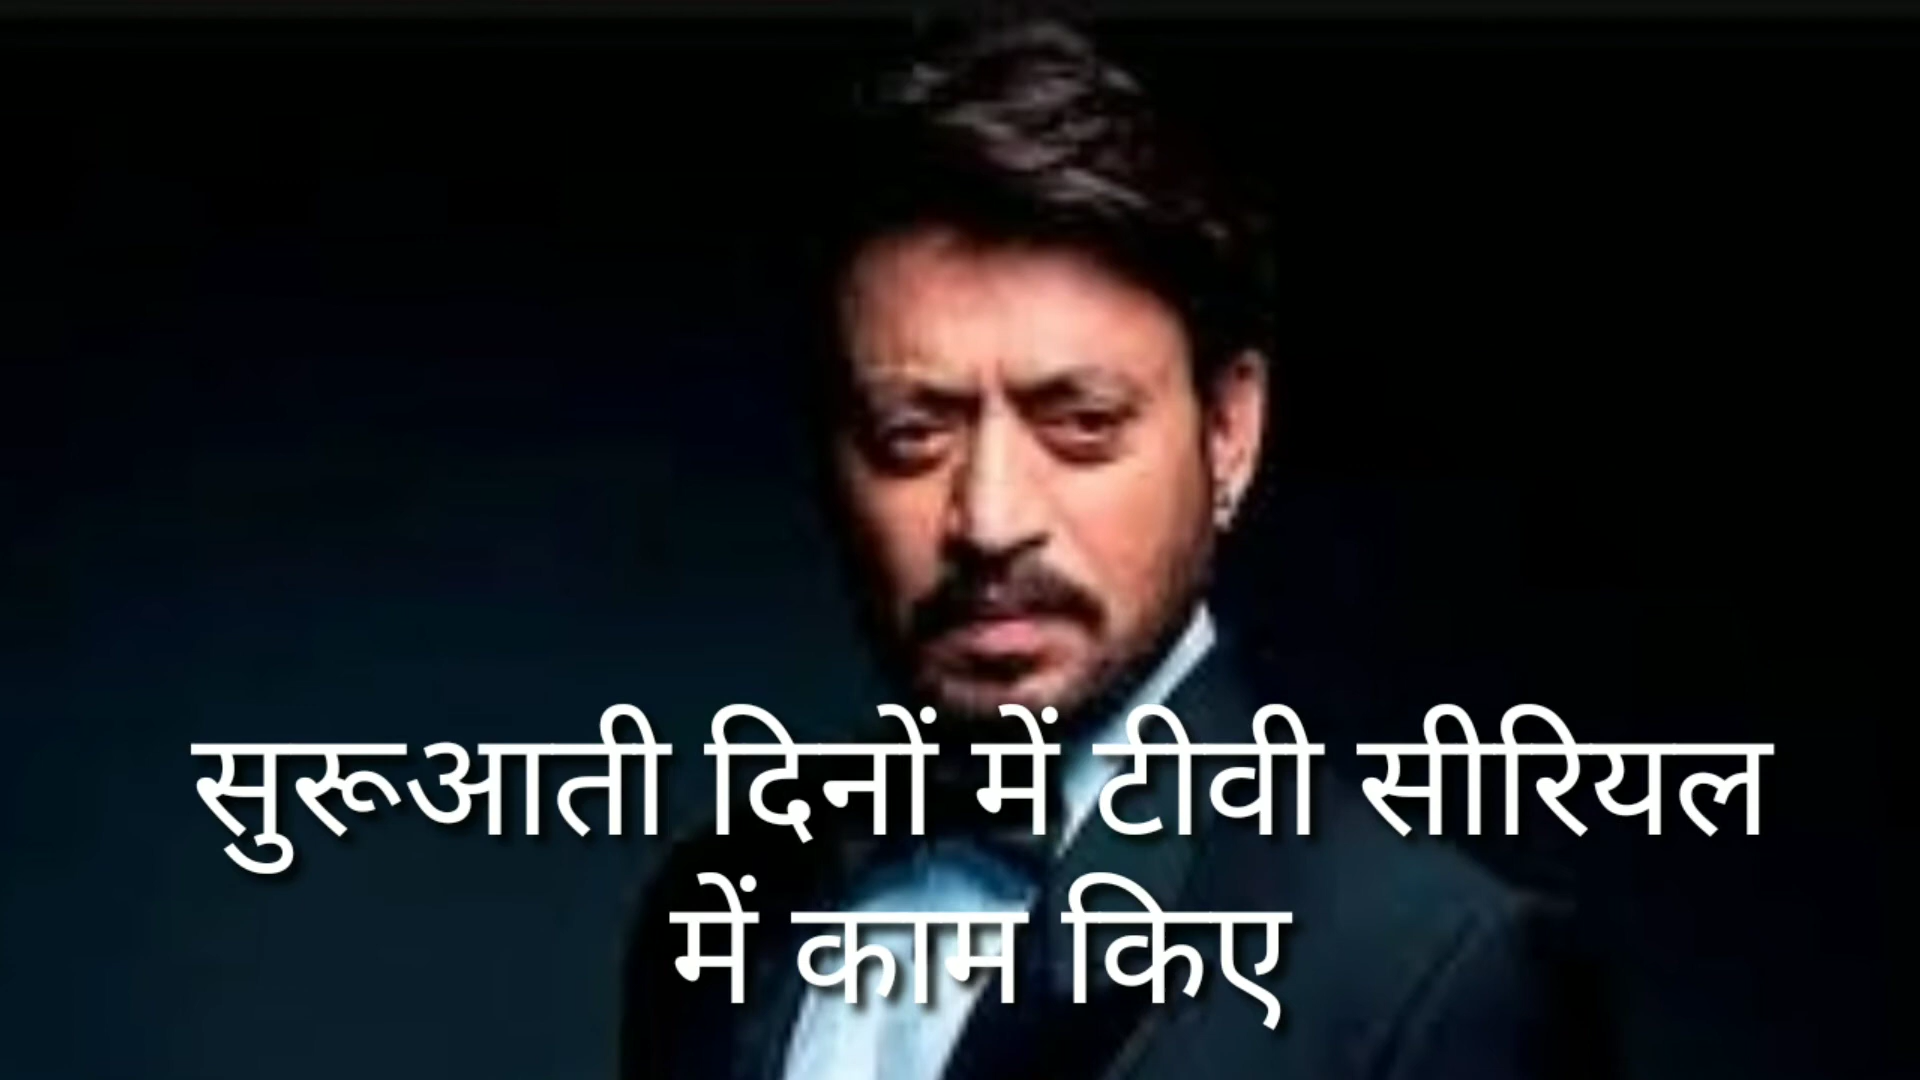 सुरूआती दिनों में टीवी सीरियल
में काम किए